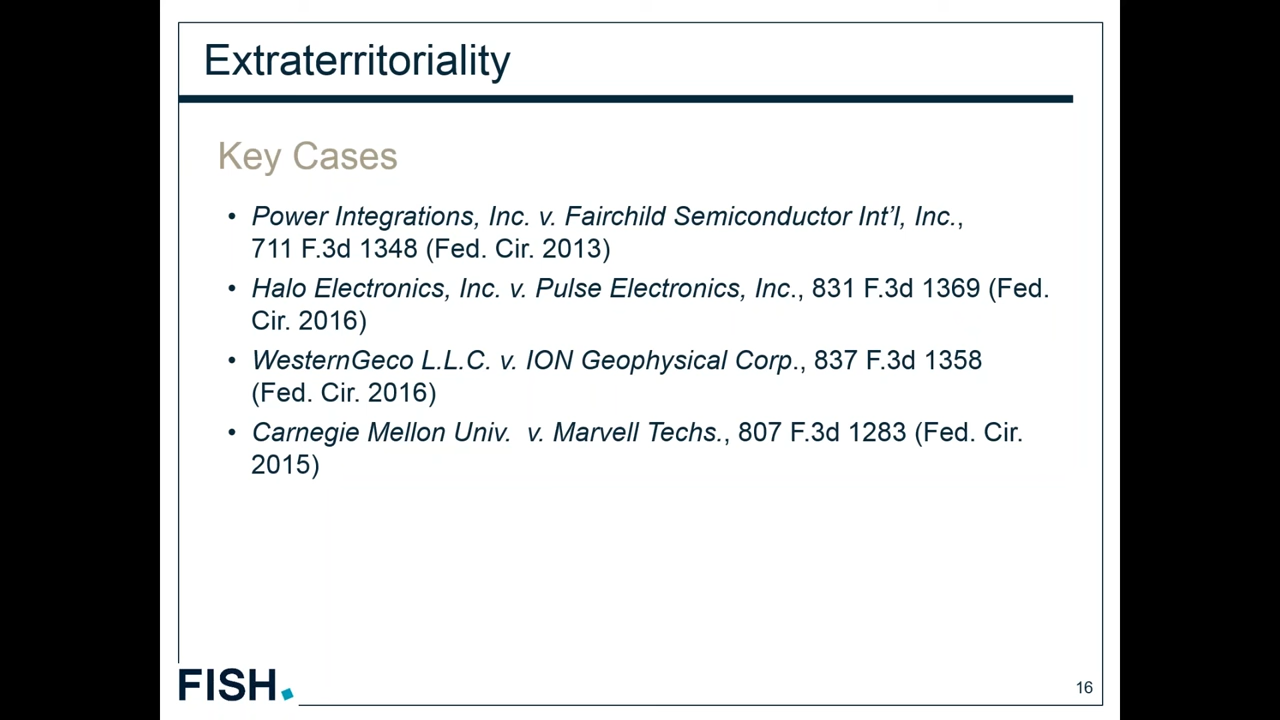 Extraterritoriality
Key Cases
• Power Integrations, Inc. v. Fairchild Semiconductor Int’l, Inc.,
711 F.3d 1348 (Fed. Cir. 2013)
• Halo Electronics, Inc. v. Pulse Electronics, Inc., 831 F.3d 1369 (Fed.
Cir. 2016)
• WesternGeco L.L.C. v. ION Geophysical Corp., 837 F.3d 1358
(Fed. Cir. 2016)
• Carnegie Mellon Univ.  v. Marvell Techs., 807 F.3d 1283 (Fed. Cir.
2015)
FISH.
16